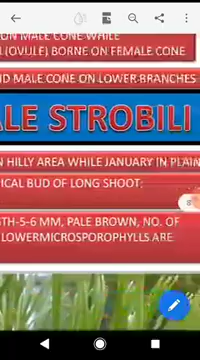 ON MALE CONE WHILE
(OVULE) BORNE ON FEMALE CONE
ND MALE CONE ON LOWER BRANCHES
ALE STROBILI
N HILLY AREA WHILE JANUARY IN PLAIN
ICAL BUD OF LONG SHOOT:
GTH-5-6 MM, PALE BROWN, NO. OF
LOWERMICROSPOROPHYLLS ARE